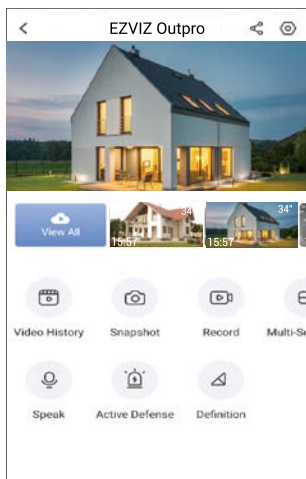 EZVIZ Outpro
View All
15:57
34"
15:57
34"
Video History
Snapshot
Record
Speak
Active Defense
Definition